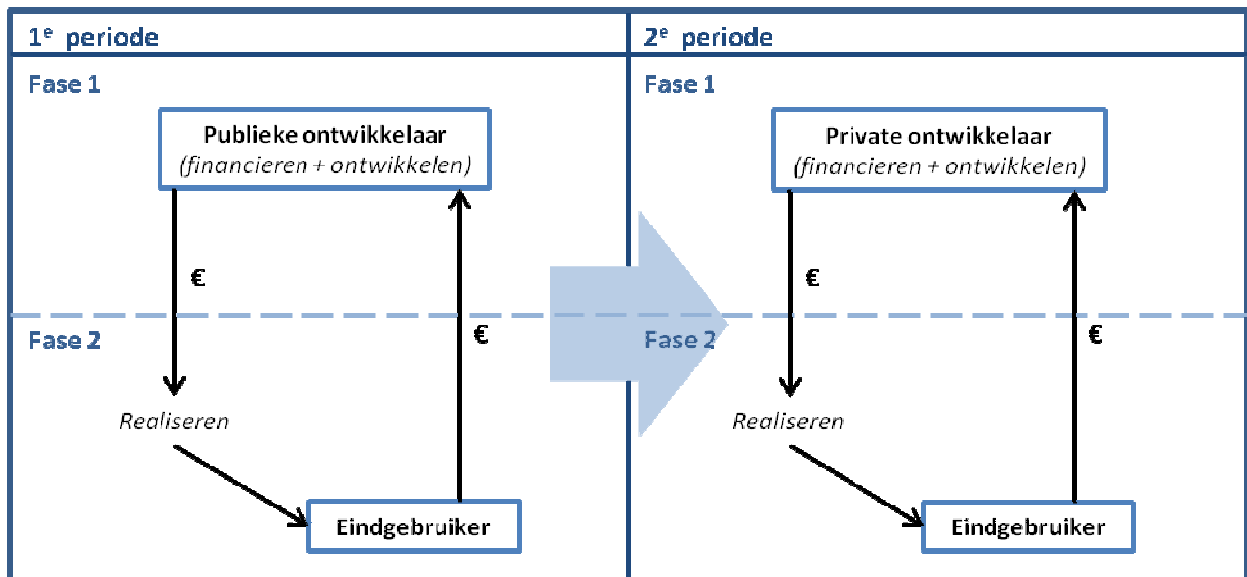 1e periode
Fase 1
Publieke ontwikkelaar
(financieren + ontwikkelen)
€
€
Fase 2
Realiseren
Eindgebruiker
2e periode
Fase 1
Private ontwikkelaar
(financieren + ontwikkelen)
€
€
Fase 2
Realiseren
Eindgebruiker